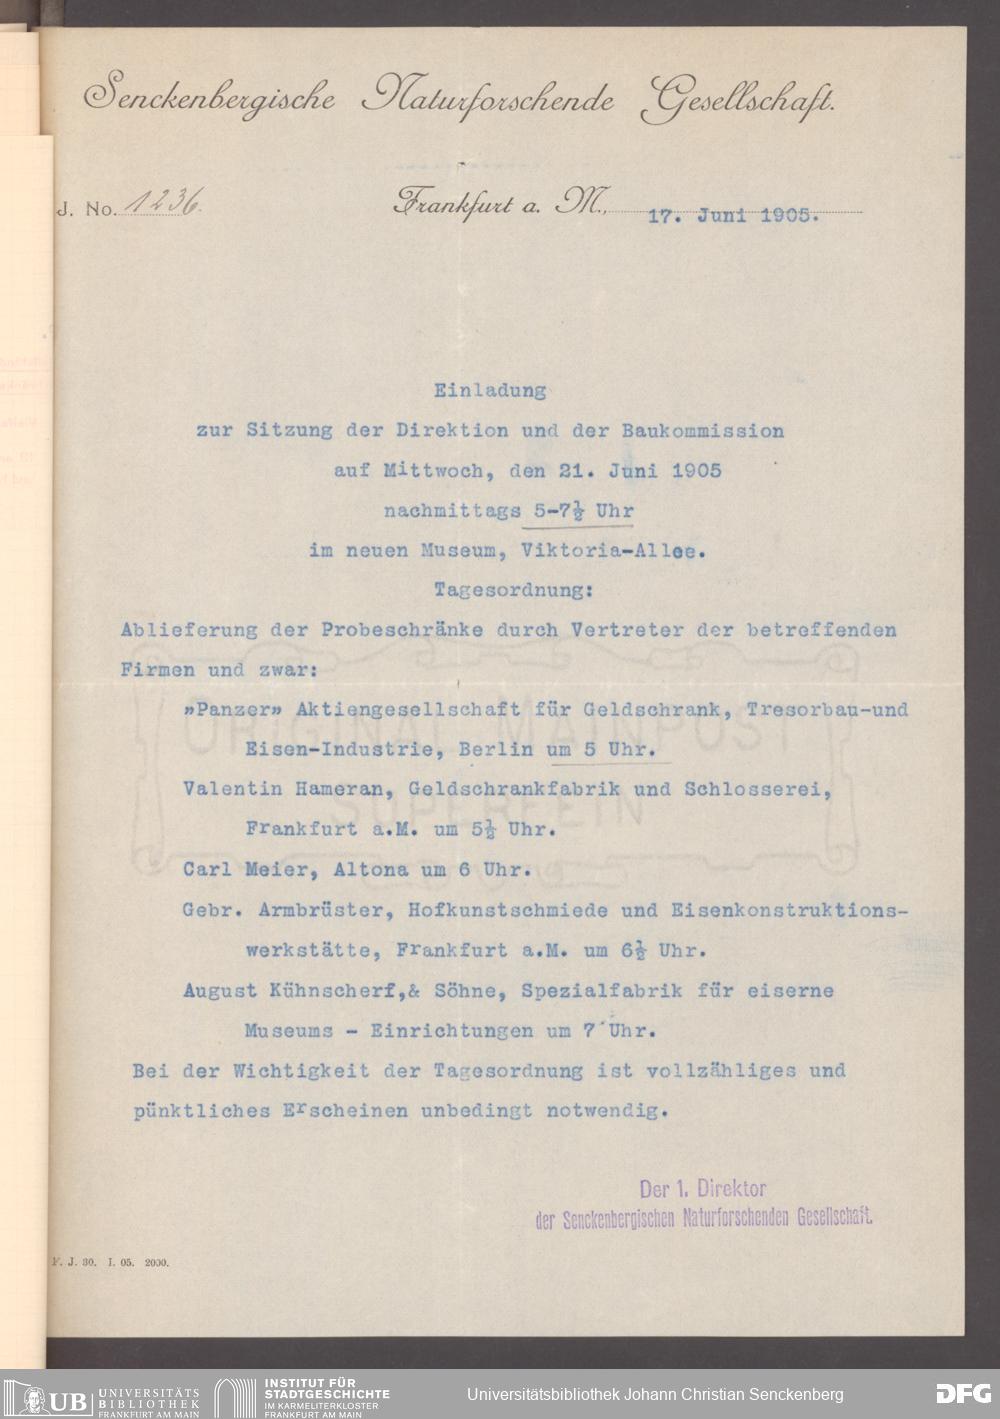 Senckenbergische Naturforschende Gesellschaft.
J. No. 1236.
Frankfurt a. M., 17. Juni 1905.
Einladung
zur Sitzung der Direktion und der Baukommission
auf Mittwoch, den 21. Juni 1905
nachmittags 5-7½ Uhr
im neuen Museum, Viktoria-Allee.
Tagesordnung:
Ablieferung der Probeschränke durch Vertreter der betreffenden
Firmen und zwar:
"Panzer" Aktiengesellschaft für Geldschrank, Tresorbau-und
Eisen-Industrie, Berlin um 5 Uhr.
Valentin Hameran, Geldschrankfabrik und Schlosserei,
Frankfurt a.M. um 5½ Uhr.
Carl Meier, Altona um 6 Uhr.
Gebr. Armbrüster, Hofkunstschmiede und Eisenkonstruktions-
werkstätte, Frankfurt a.M. um 6½ Uhr.
August Kühnscherf,& Söhne, Spezialfabrik für eiserne
Museums - Einrichtungen um 7 Uhr.
Bei der Wichtigkeit der Tagesordnung ist vollzähliges und
pünktliches Erscheinen unbedingt notwendig.
ORIGINAL MAINPOST
SUPERFEIN
Der 1. Direktor
der Senckenbergischen Naturforschenden Gesellschaft.
F. J. 30. I. 05. 2000.
UB UNIVERSITÄTS
BIBLIOTHEK
FRANKFURT AM MAIN
INSTITUT FÜR
STADTGESCHICHTE
IM KARMELITERKLOSTER
FRANKFURT AM MAIN
Universitätsbibliothek Johann Christian Senckenberg
DFG